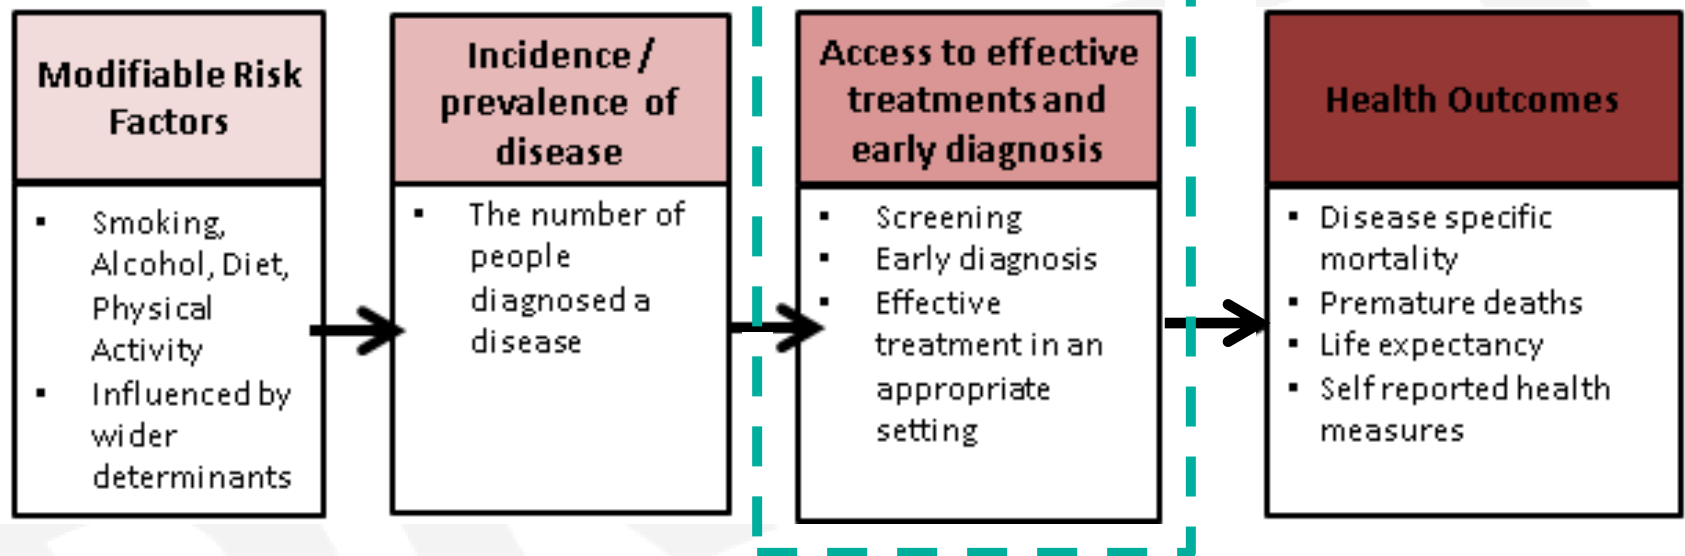 Modifiable Risk
Factors
▪ Smoking,
Alcohol, Diet,
Physical
Activity
▪ Influenced by
wider
determinants
Incidence /
prevalence of
disease
▪ The number of
people
diagnosed a
disease
Access to effective
treatments and
early diagnosis
▪ Screening
▪ Early diagnosis
▪ Effective
treatment in an
appropriate
setting
Health Outcomes
▪ Disease specific
mortality
▪ Premature deaths
▪ Life expectancy
▪ Self reported health
measures